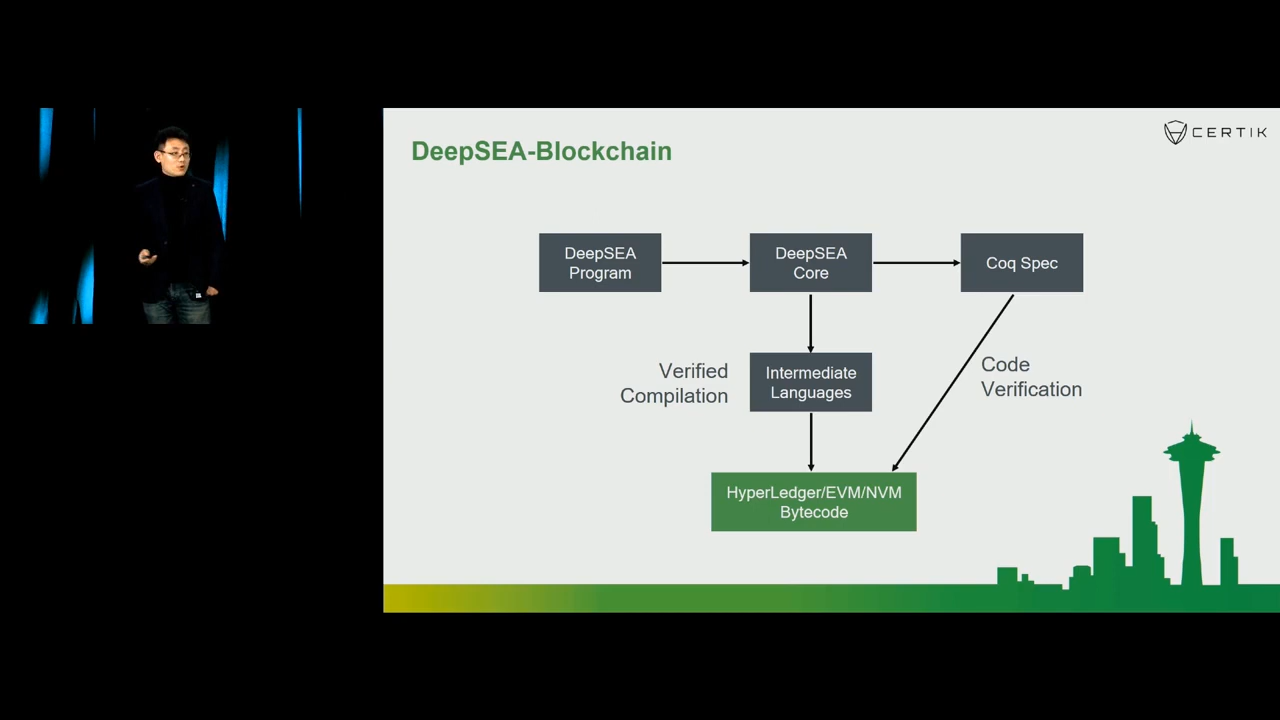 DeepSEA-Blockchain
CERTIK
DeepSEA
Program
DeepSEA
Core
Coq Spec
Verified
Compilation
Intermediate
Languages
Code
Verification
HyperLedger/EVM/NVM
Bytecode